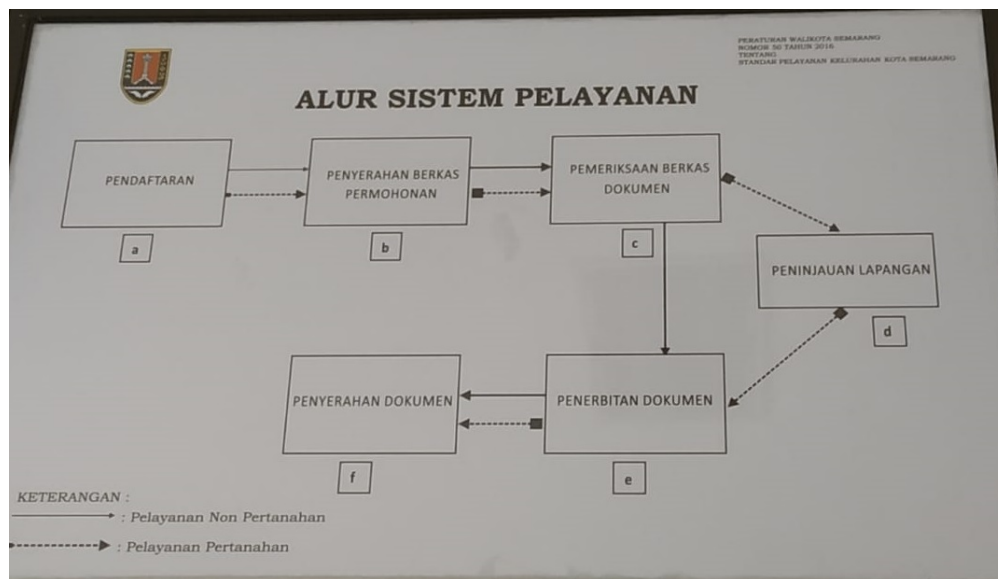 PERATURAN WALIKOTA SEMARANG
NOMOR 50 TAHUN 2016
TENTANG
STANDAR PELAYANAN KELURAHAN KOTA SEMARANG
ALUR SISTEM PELAYANAN
PENDAFTARAN
a
PENYERAHAN BERKAS
PERMOHONAN
b
PEMERIKSAAN BERKAS
DOKUMEN
c
PENINJAUAN LAPANGAN
d
PENERBITAN DOKUMEN
e
PENYERAHAN DOKUMEN
f
KETERANGAN :
: Pelayanan Non Pertanahan
: Pelayanan Pertanahan